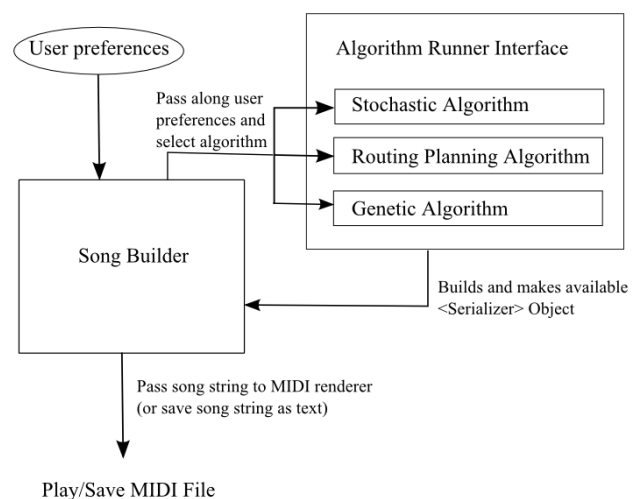 User preferences
Algorithm Runner Interface
Pass along user
preferences and
select algorithm
Stochastic Algorithm
Routing Planning Algorithm
Genetic Algorithm
Song Builder
Builds and makes available
<Serializer> Object
Pass song string to MIDI renderer
(or save song string as text)
Play/Save MIDI File